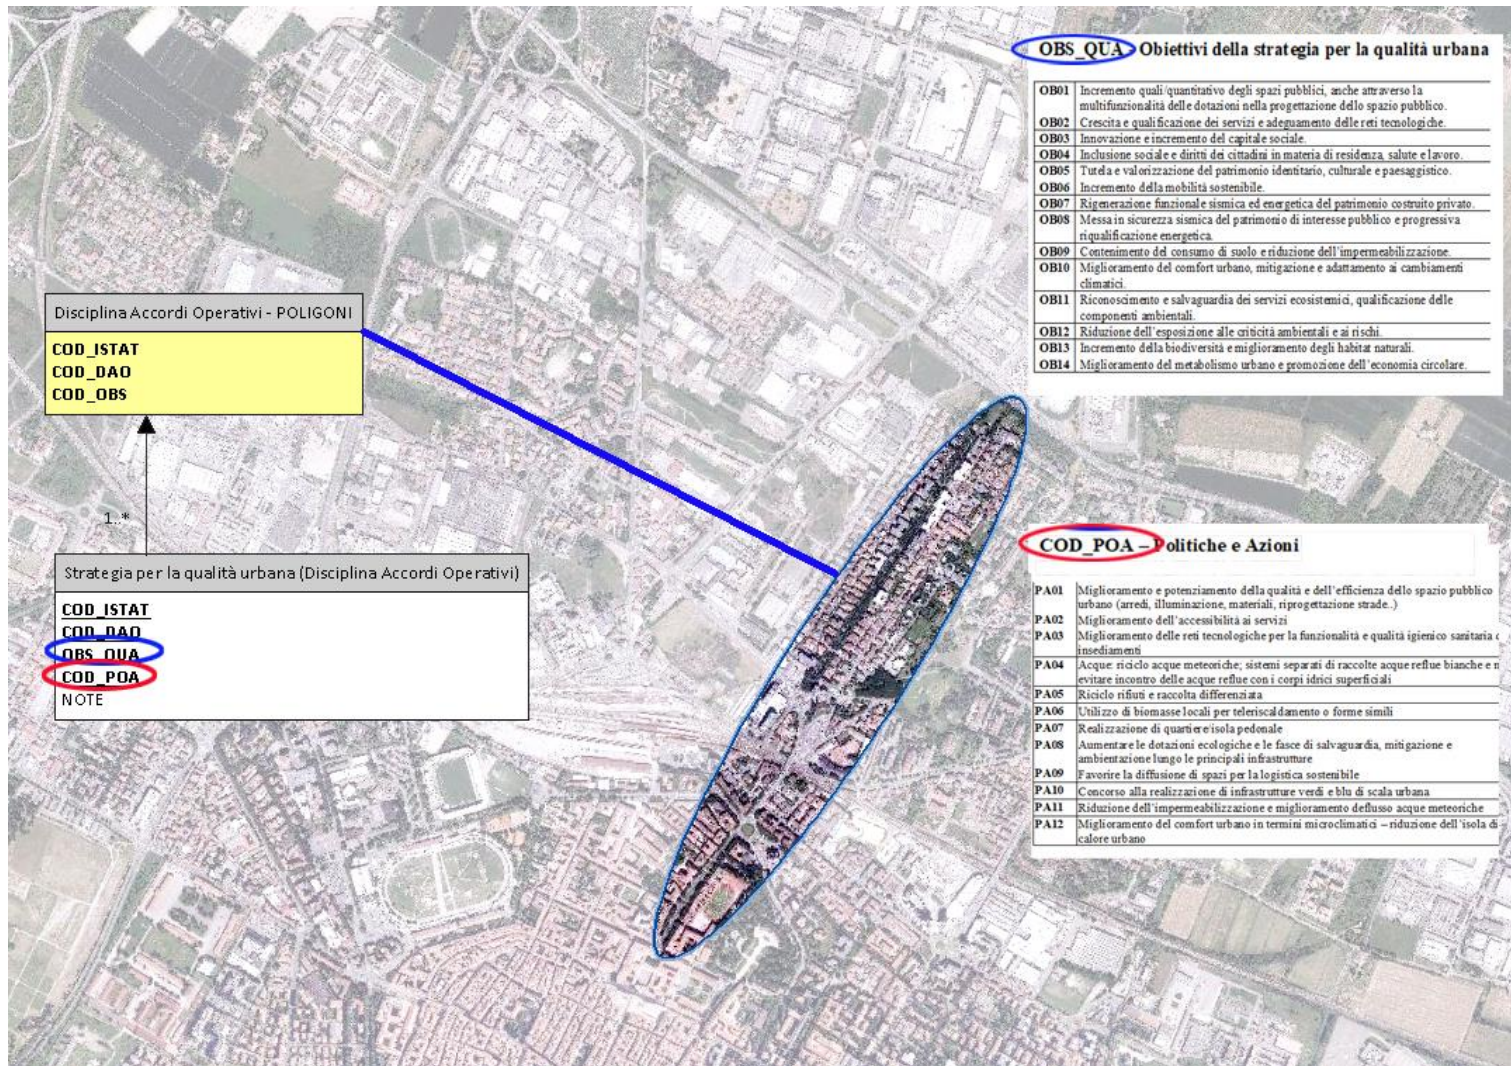 OBS_QUA - Obiettivi della strategia per la qualità urbana
OB01 Incremento quali/quantitativo degli spazi pubblici, anche attraverso la
multifunzionalità delle dotazioni nella progettazione dello spazio pubblico.
OB02 Crescita e qualificazione dei servizi e adeguamento delle reti tecnologiche.
OB03 Innovazione e incremento del capitale sociale.
OB04 Inclusione sociale e diritti dei cittadini in materia di residenza, salute e lavoro.
OB05 Tutela e valorizzazione del patrimonio identitario, culturale e paesaggistico.
OB06 Incremento della mobilità sostenibile.
OB07 Rigenerazione funzionale sismica ed energetica del patrimonio costruito privato.
OB08 Messa in sicurezza sismica del patrimonio di interesse pubblico e progressiva
riqualificazione energetica.
OB09 Contenimento del consumo di suolo e riduzione dell'impermeabilizzazione.
OB10 Miglioramento del comfort urbano, mitigazione e adattamento ai cambiamenti
climatici.
OB11 Riconoscimento e salvaguardia dei servizi ecosistemici, qualificazione delle
componenti ambientali.
OB12 Riduzione dell'esposizione alle criticità ambientali e ai rischi.
OB13 Incremento della biodiversità e miglioramento degli habitat naturali.
OB14 Miglioramento del metabolismo urbano e promozione dell'economia circolare.
Disciplina Accordi Operativi - POLIGONI
COD_ISTAT
COD_DAO
COD_OBS
1..*
Strategia per la qualità urbana (Disciplina Accordi Operativi)
COD_ISTAT
COD_DAO
OBS_QUA
COD_POA
NOTE
COD_POA – Politiche e Azioni
PA01 Miglioramento e potenziamento della qualità e dell'efficienza dello spazio pubblico
urbano (arredi, illuminazione, materiali, riprogettazione strade..)
PA02 Miglioramento dell'accessibilità ai servizi
PA03 Miglioramento delle reti tecnologiche per la funzionalità e qualità igienico sanitaria
insediamenti
PA04 Acque: riciclo acque meteoriche; sistemi separati di raccolte acque reflue bianche e
evitare incontro delle acque reflue con i corpi idrici superficiali
PA05 Riciclo rifiuti e raccolta differenziata
PA06 Utilizzo di biomasse locali per teleriscaldamento o forme simili
PA07 Realizzazione di quartiere/isola pedonale
PA08 Aumentare le dotazioni ecologiche e le fasce di salvaguardia, mitigazione e
ambientazione lungo le principali infrastrutture
PA09 Favorire la diffusione di spazi per la logistica sostenibile
PA10 Concorso alla realizzazione di infrastrutture verdi e blu di scala urbana
PA11 Riduzione dell'impermeabilizzazione e miglioramento deflusso acque meteoriche
PA12 Miglioramento del comfort urbano in termini microclimatici – riduzione dell'isola di
calore urbano